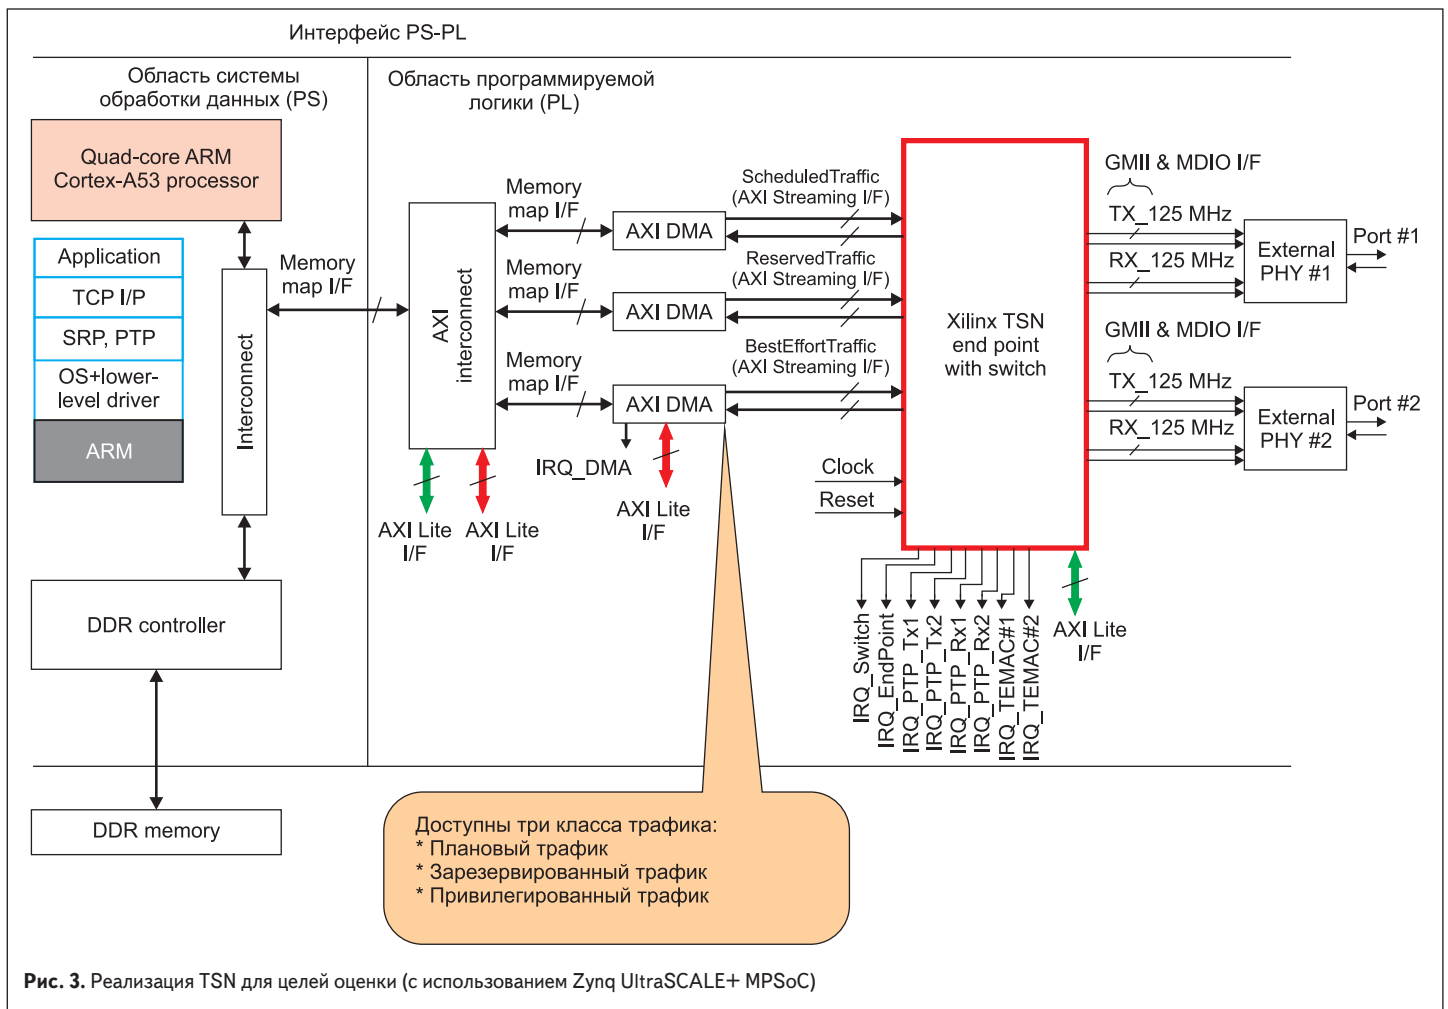 Интерфейс PS-PL
Область системы
обработки данных (PS)
Область программируемой
логики (PL)
Quad-core ARM
Cortex-A53 processor
Application
TCP I/P
SRP, PTP
OS+lower-
level driver
ARM
Interconnect
Memory
map I/F
DDR controller
DDR memory
AXI
interconnect
Memory
map I/F
Memory
map I/F
Memory
map I/F
AXI DMA
AXI DMA
AXI DMA
ScheduledTraffic
(AXI Streaming I/F)
ReservedTraffic
(AXI Streaming I/F)
BestEffortTraffic
(AXI Streaming I/F)
IRQ_DMA
AXI Lite
I/F
AXI Lite
I/F
AXI Lite
I/F
Clock
Reset
Xilinx TSN
end point
with switch
GMII & MDIO I/F
TX_125 MHz
RX_125 MHz
External
PHY #1
Port #1
GMII & MDIO I/F
TX_125 MHz
RX_125 MHz
External
PHY #2
Port #2
IRQ_Switch
IRQ_EndPoint
IRQ_PTP_Tx1
IRQ_PTP_Tx2
IRQ_PTP_Rx1
IRQ_PTP_Rx2
IRQ_TEMAC#1
IRQ_TEMAC#2
AXI Lite
I/F
Доступны три класса трафика:
* Плановый трафик
* Зарезервированный трафик
* Привилегированный трафик
Рис. 3. Реализация TSN для целей оценки (с использованием Zynq UltraSCALE+ MPSoC)